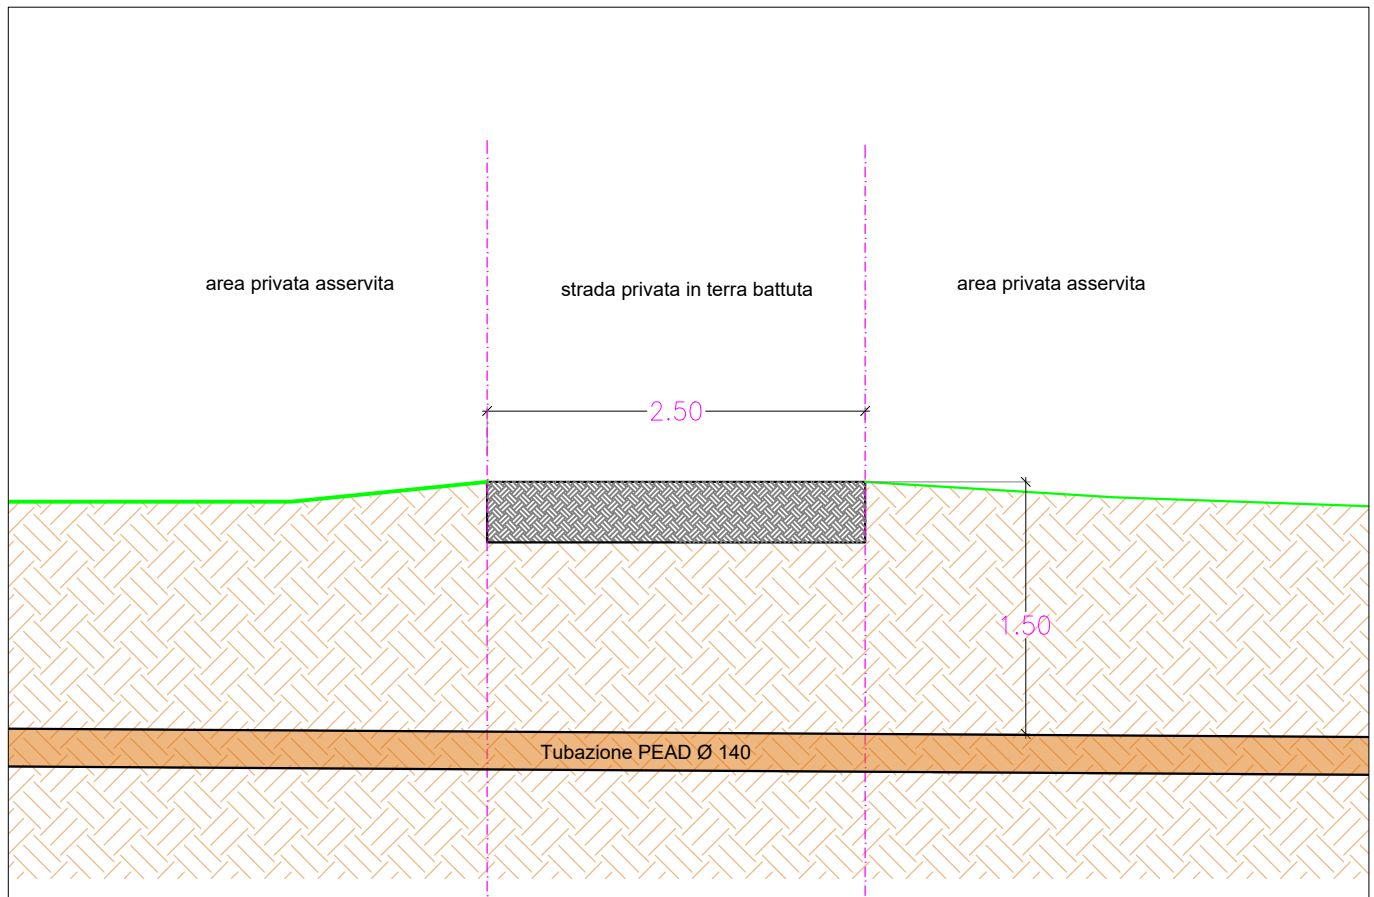 area privata asservita
strada privata in terra battuta
area privata asservita
2.50
1.50
Tubazione PEAD Ø 140